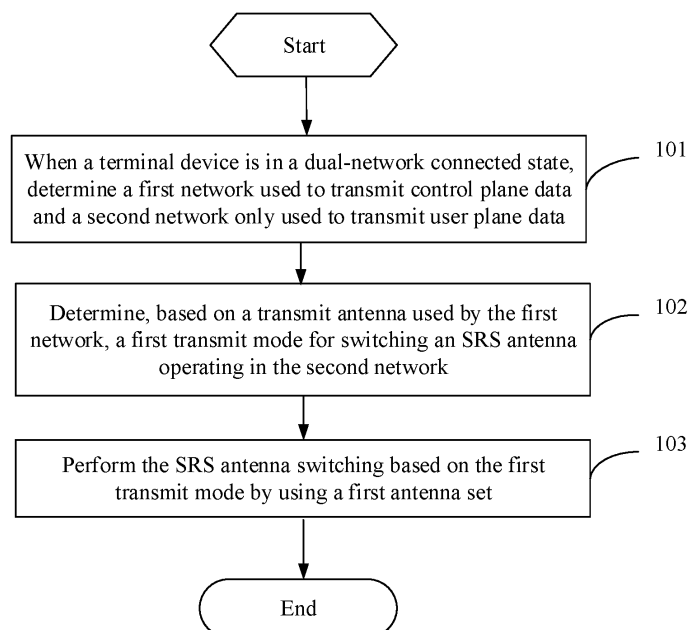 Start
When a terminal device is in a dual-network connected state,
determine a first network used to transmit control plane data
and a second network only used to transmit user plane data
101
Determine, based on a transmit antenna used by the first
network, a first transmit mode for switching an SRS antenna
operating in the second network
102
Perform the SRS antenna switching based on the first
transmit mode by using a first antenna set
103
End